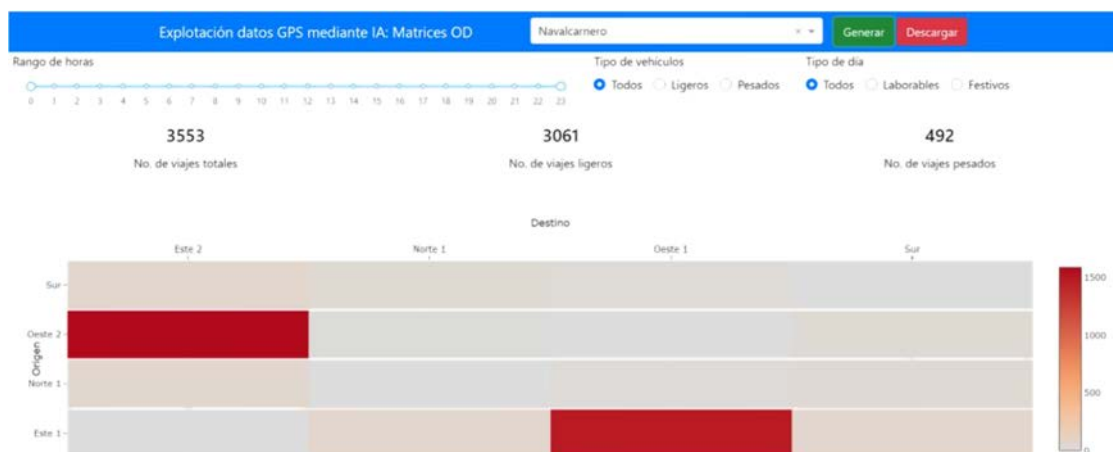 Explotación datos GPS mediante IA: Matrices OD
Navalcarnero
Generar
Descargar
Rango de horas
0 1 2 3 4 5 6 7 8 9 10 11 12 13 14 15 16 17 18 19 20 21 22 23
Tipo de vehículos
Todos Ligeros Pesados
Tipo de día
Todos Laborables Festivos
3553
No. de viajes totales
3061
No. de viajes ligeros
492
No. de viajes pesados
Destino
Este 2 Norte 1 Oeste 1 Sur
Origen
Sur
Oeste 2
Norte 1
Este 1
1500
1000
500
0